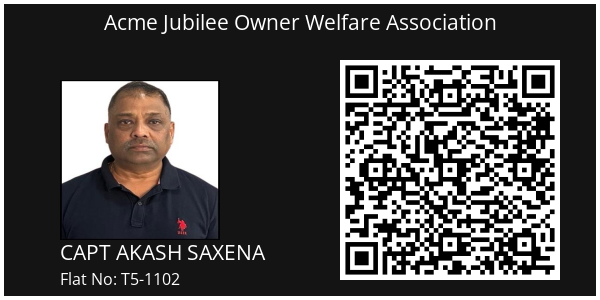 Acme Jubilee Owner Welfare Association
CAPT AKASH SAXENA
Flat No: T5-1102